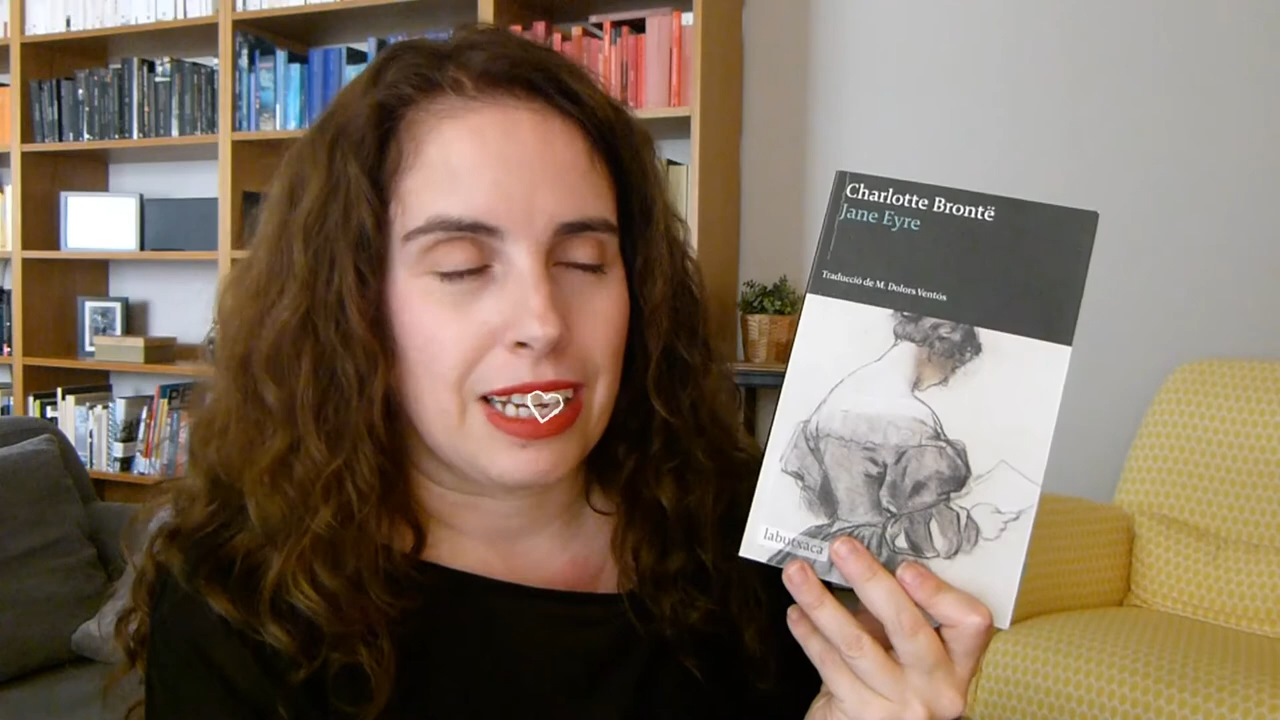 Charlotte Brontë
Jane Eyre
Traducció de M. Dolors Ventós
labutxaca